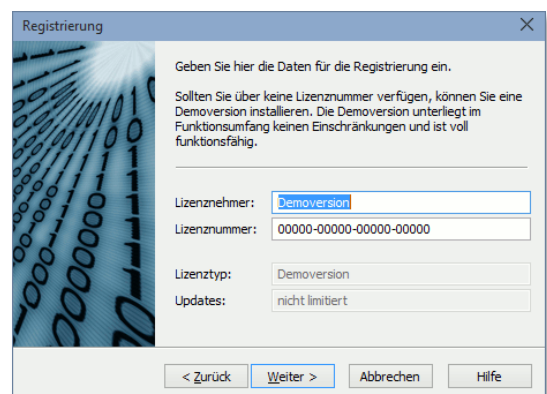 Registrierung
Geben Sie hier die Daten für die Registrierung ein.
Sollten Sie über keine Lizenznummer verfügen, können Sie eine
Demoversion installieren. Die Demoversion unterliegt im
Funktionsumfang keinen Einschränkungen und ist voll
funktionsfähig.
Lizenznehmer: Demoversion
Lizenznummer: 00000-00000-00000-00000
Lizenztyp: Demoversion
Updates: nicht limitiert
< Zurück Weiter > Abbrechen Hilfe